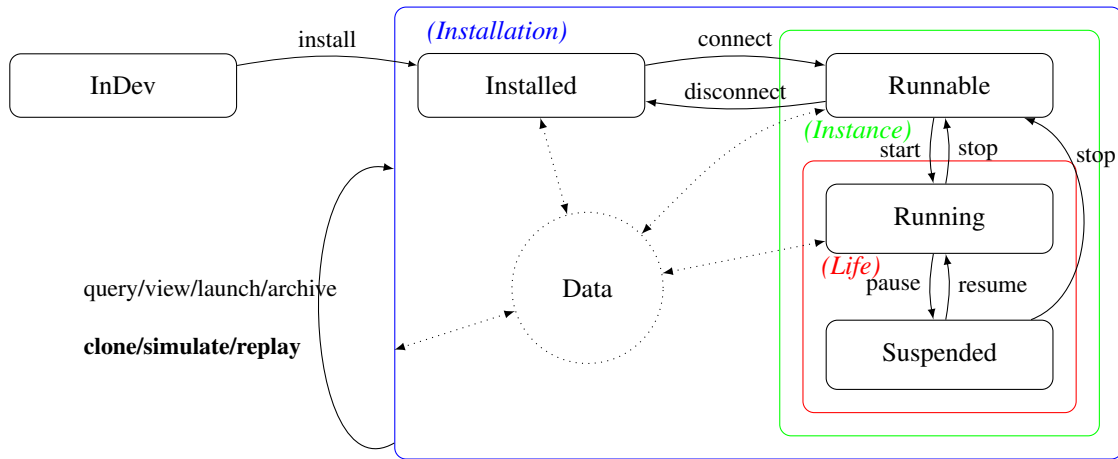 (Installation)
install
connect
InDev
Installed
Runnable
disconnect
(Instance)
start
stop
stop
Running
(Life)
Data
query/view/launch/archive
pause
resume
clone/simulate/replay
Suspended